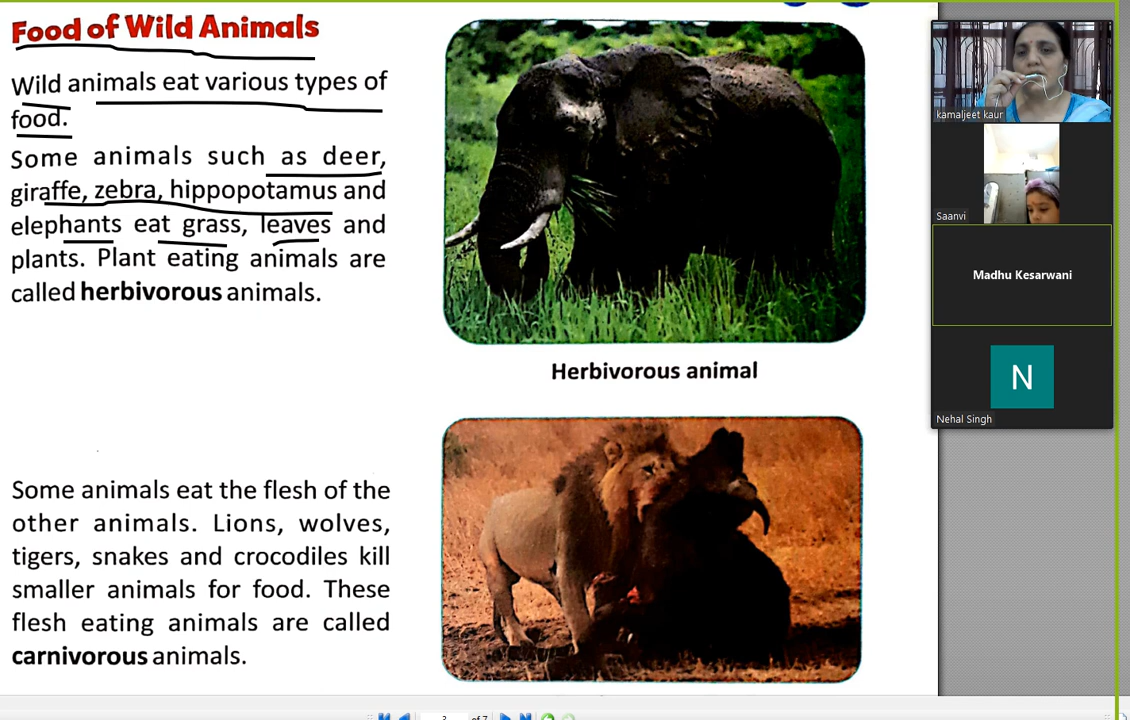 Food of Wild Animals
Wild animals eat various types of
food.
Some animals such as deer,
giraffe, zebra, hippopotamus and
elephants eat grass, leaves and
plants. Plant eating animals are
called herbivorous animals.
Herbivorous animal
Some animals eat the flesh of the
other animals. Lions, wolves,
tigers, snakes and crocodiles kill
smaller animals for food. These
flesh eating animals are called
carnivorous animals.
kamaljeet kaur
Saanvi
Madhu Kesarwani
N
Nehal Singh
of 7